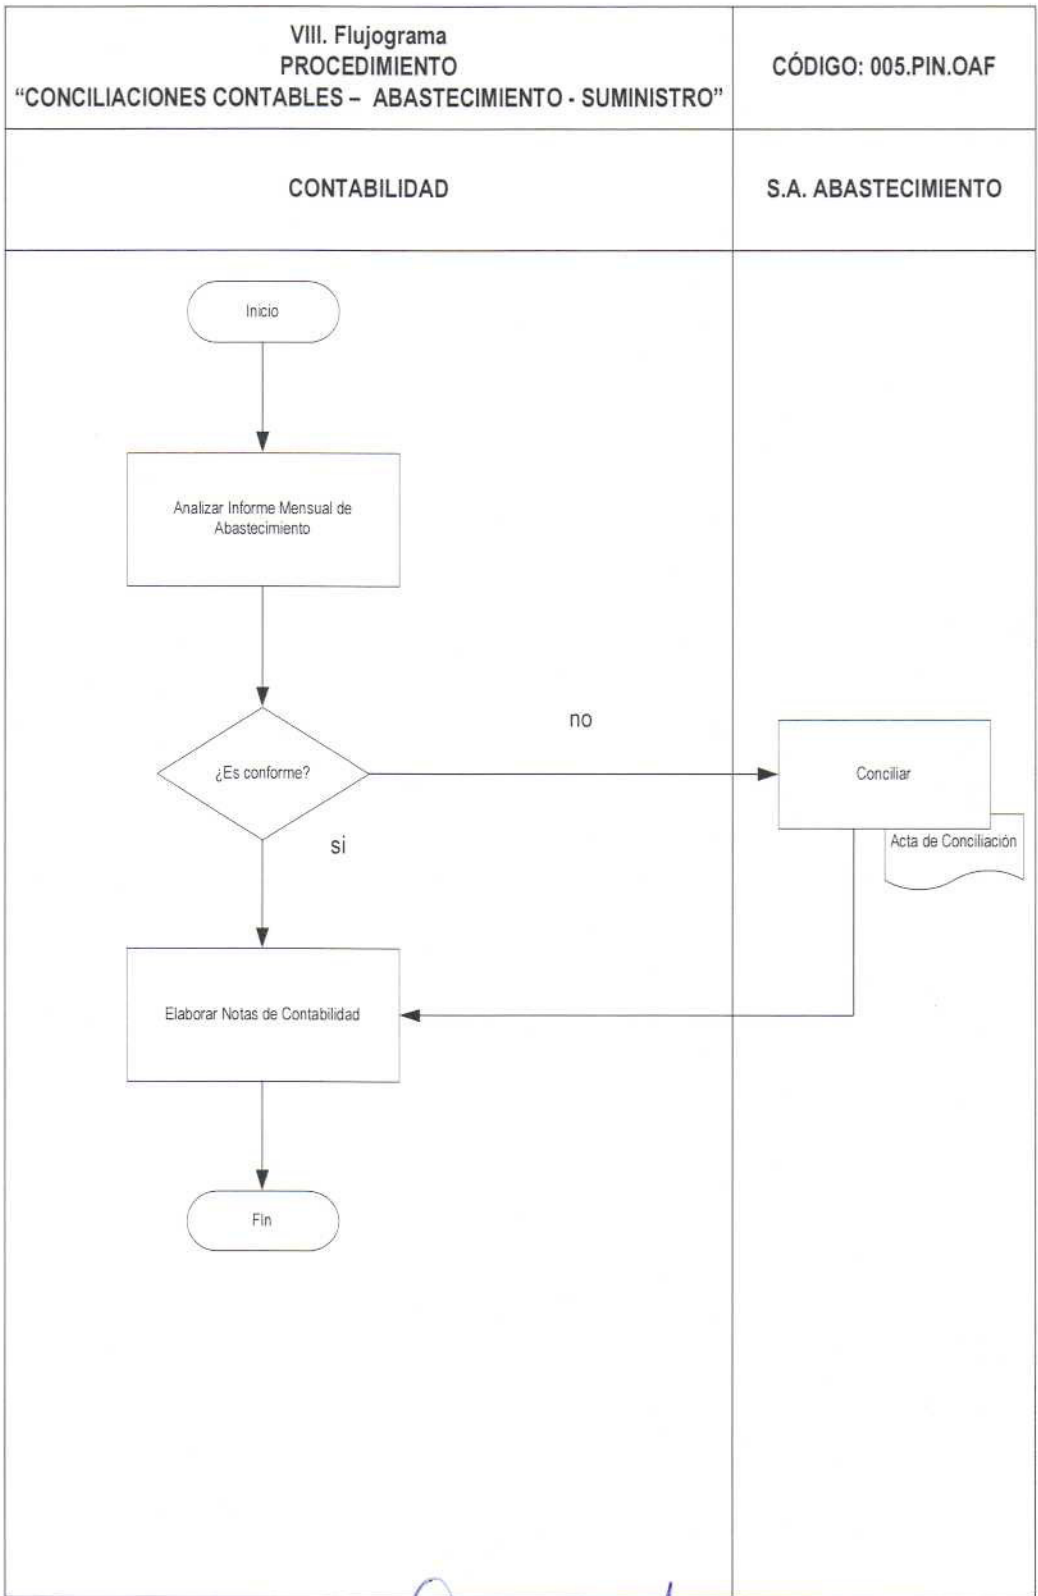 VIII. Flujograma
PROCEDIMIENTO
“CONCILIACIONES CONTABLES – ABASTECIMIENTO - SUMINISTRO”
CÓDIGO: 005.PIN.OAF
CONTABILIDAD
S.A. ABASTECIMIENTO
Inicio
Analizar Informe Mensual de
Abastecimiento
¿Es conforme?
no
Conciliar
Acta de Conciliación
si
Elaborar Notas de Contabilidad
Fin